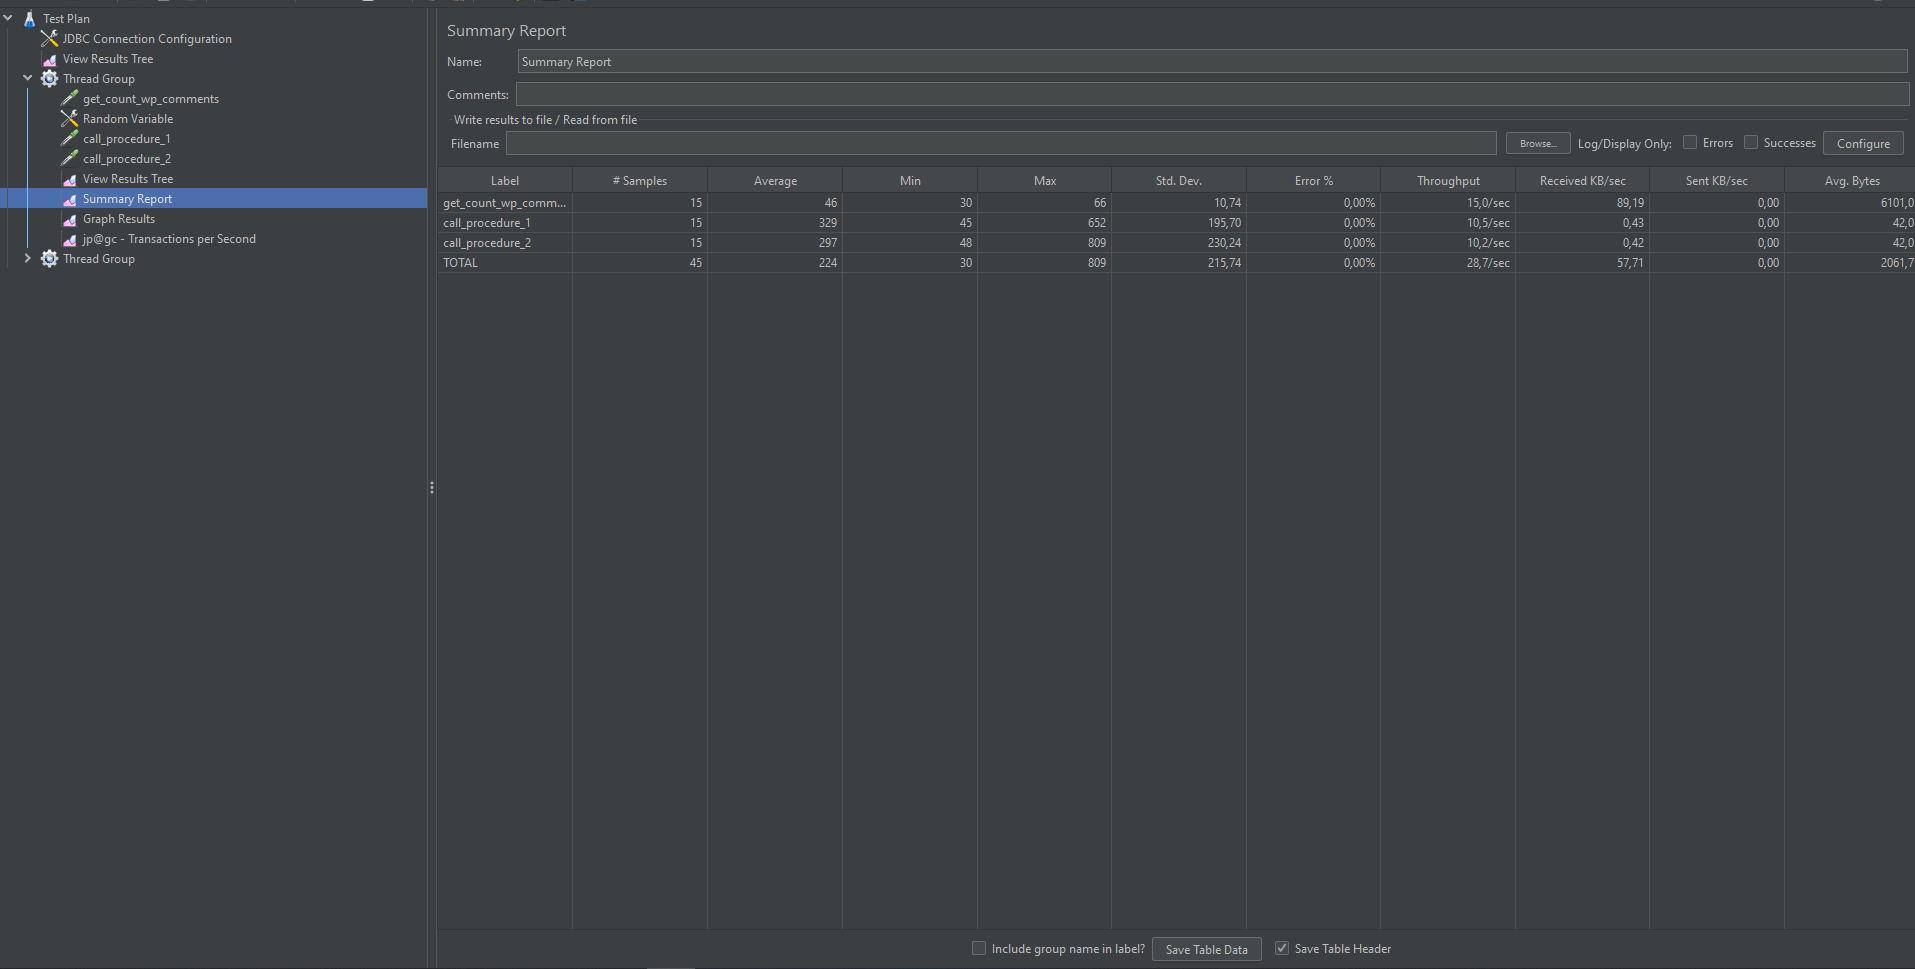 Test Plan
JDBC Connection Configuration
View Results Tree
Thread Group
get_count_wp_comments
Random Variable
call_procedure_1
call_procedure_2
View Results Tree
Summary Report
Graph Results
jp@gc - Transactions per Second
Thread Group
Summary Report
Name: Summary Report
Comments:
Write results to file / Read from file
Filename Browse... Log/Display Only: Errors Successes Configure
Label # Samples Average Min Max Std. Dev. Error % Throughput Received KB/sec Sent KB/sec Avg. Bytes
get_count_wp_comm... 15 46 30 66 10,74 0,00% 15,0/sec 89,19 0,00 6101,0
call_procedure_1 15 329 45 652 195,70 0,00% 10,5/sec 0,43 0,00 42,0
call_procedure_2 15 297 48 809 230,24 0,00% 10,2/sec 0,42 0,00 42,0
TOTAL 45 224 30 809 215,74 0,00% 28,7/sec 57,71 0,00 2061,7
Include group name in label? Save Table Data Save Table Header